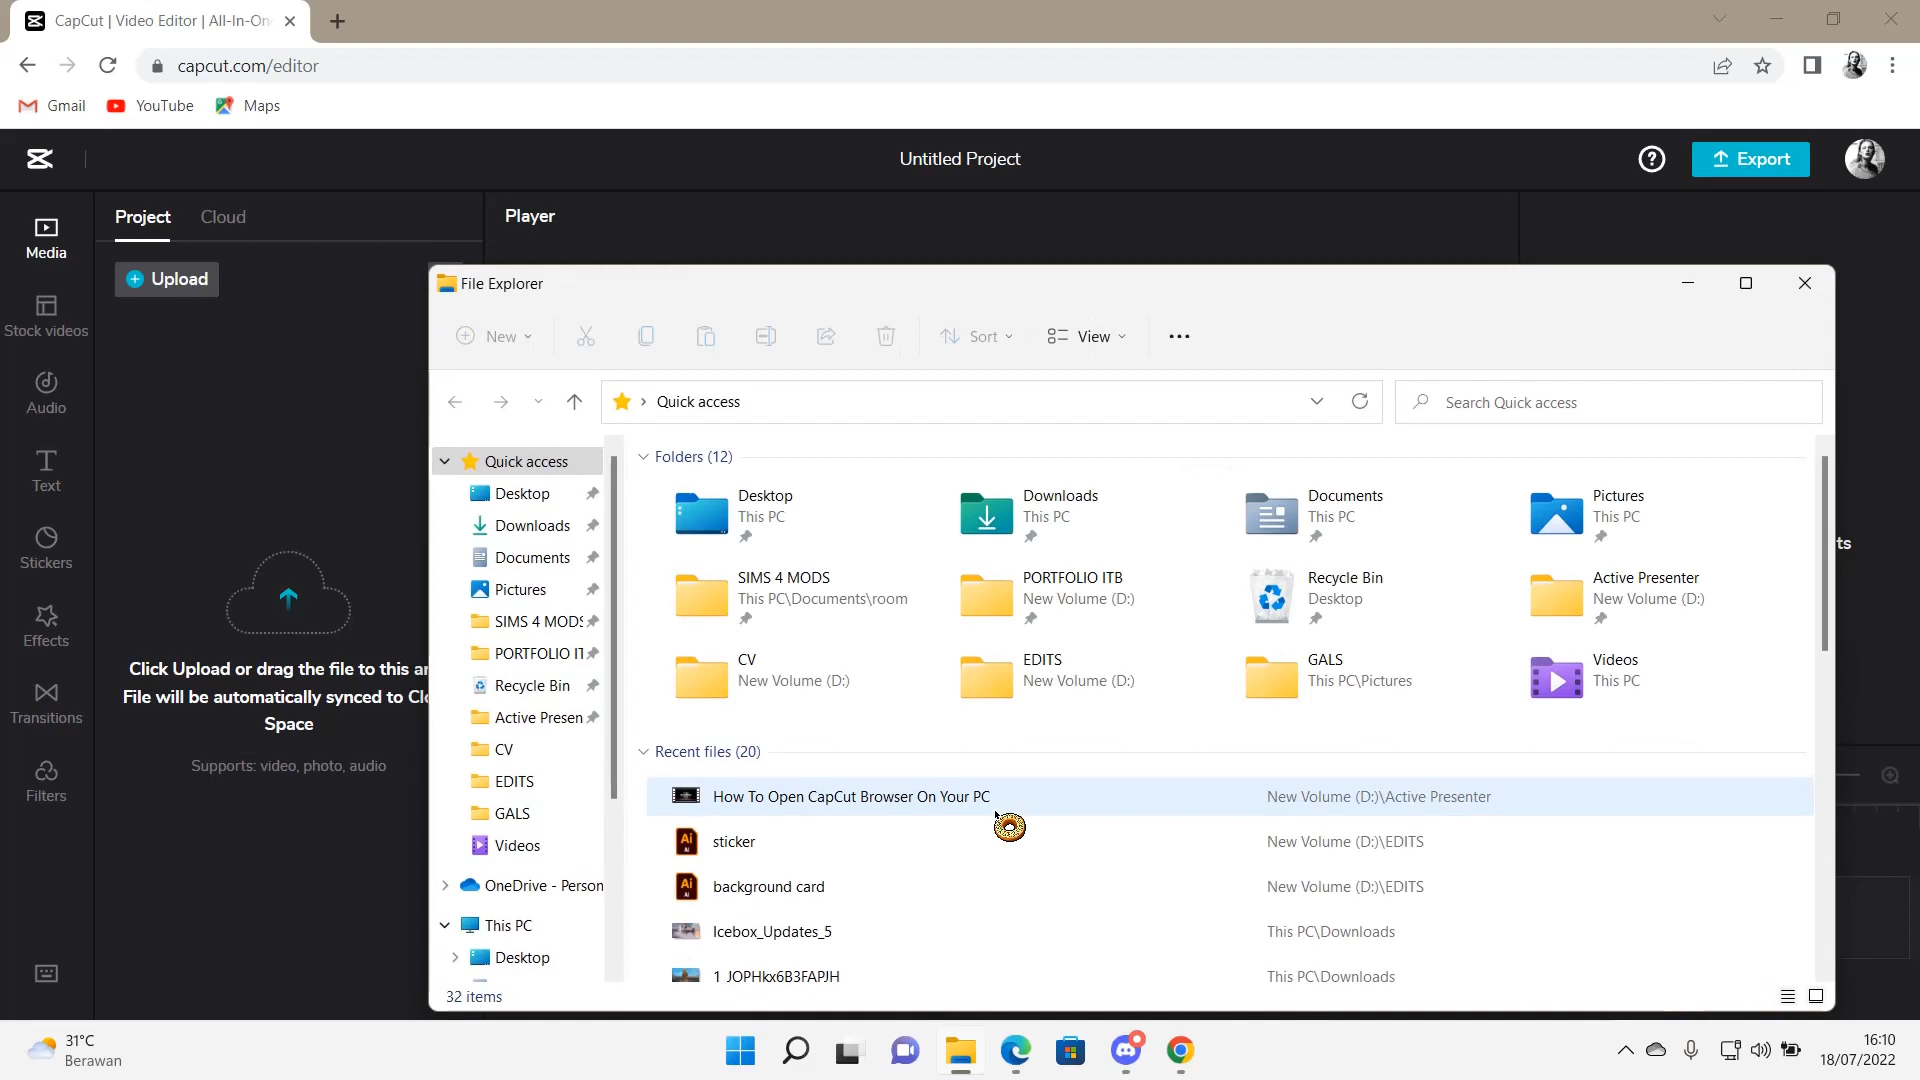 CapCut | Video Editor | All-In-On
capcut.com/editor
Gmail
YouTube
Maps
Untitled Project
Export
Media
Stock videos
Audio
Text
Stickers
Effects
Transitions
Filters
Project
Cloud
Upload
Click Upload or drag the file to this ar
File will be automatically synced to Clo
Space
Supports: video, photo, audio
Player
ts
File Explorer
New
Sort
View
Quick access
Search Quick access
Quick access
Desktop
Downloads
Documents
Pictures
SIMS 4 MODS
PORTFOLIO IT
Recycle Bin
Active Presen
CV
EDITS
GALS
Videos
OneDrive - Person
This PC
Desktop
Folders (12)
Desktop
This PC
Downloads
This PC
Documents
This PC
Pictures
This PC
SIMS 4 MODS
This PC\Documents\room
PORTFOLIO ITB
New Volume (D:)
Recycle Bin
Desktop
Active Presenter
New Volume (D:)
CV
New Volume (D:)
EDITS
New Volume (D:)
GALS
This PC\Pictures
Videos
This PC
Recent files (20)
How To Open CapCut Browser On Your PC
New Volume (D:)\Active Presenter
sticker
New Volume (D:)\EDITS
background card
New Volume (D:)\EDITS
Icebox_Updates_5
This PC\Downloads
1_JOPHkx6B3FAPJH
This PC\Downloads
32 items
31°C
Berawan
16:10
18/07/2022